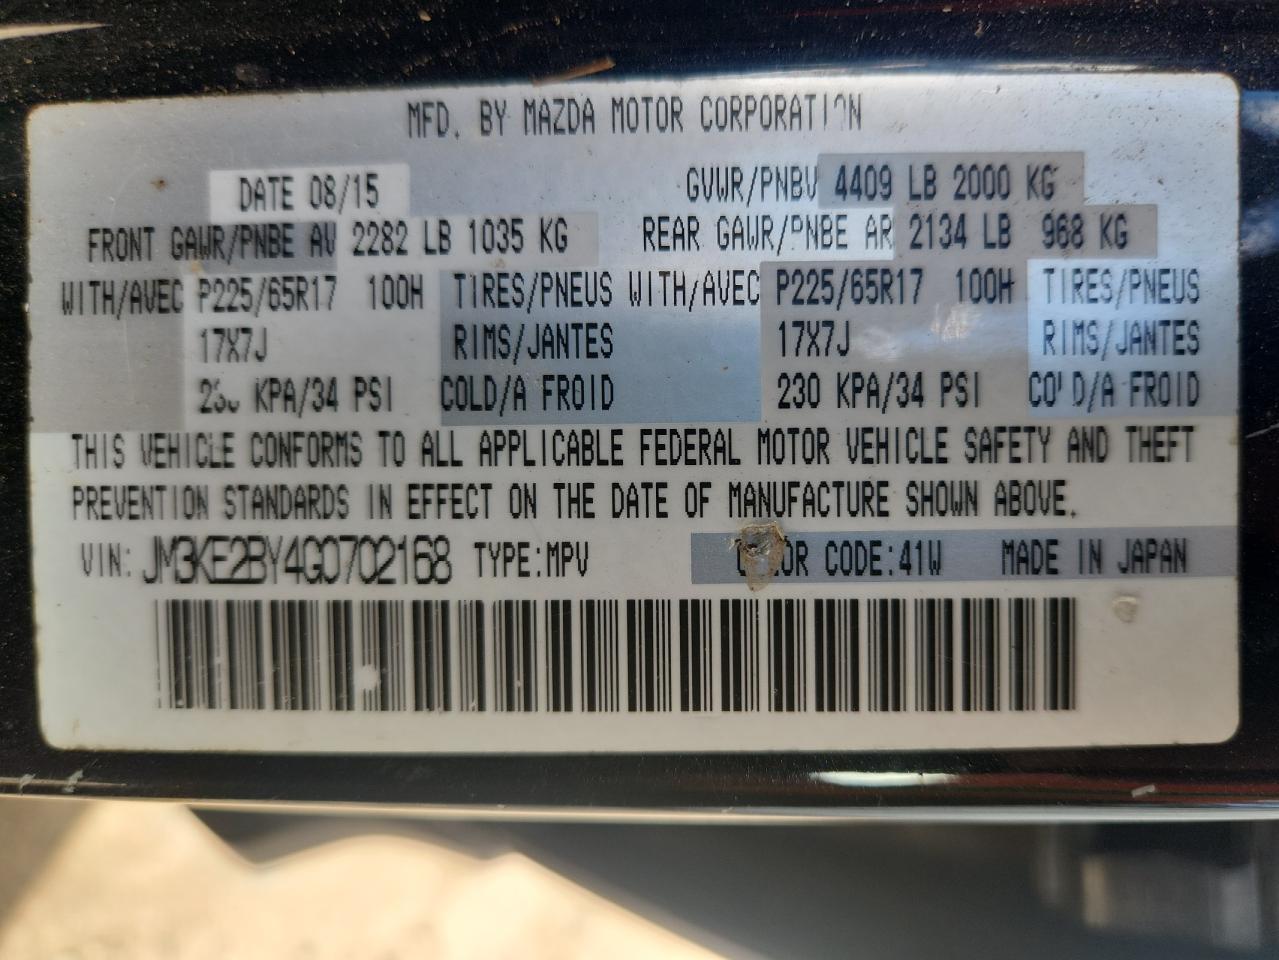 MFD. BY MAZDA MOTOR CORPORATION
DATE 08/15 GVWR/PNBV 4409 LB 2000 KG
FRONT GAWR/PNBE AV 2282 LB 1035 KG REAR GAWR/PNBE AR 2134 LB 968 KG
WITH/AVEC P225/65R17 100H TIRES/PNEUS WITH/AVEC P225/65R17 100H TIRES/PNEUS
17X7J RIMS/JANTES 17X7J RIMS/JANTES
230 KPA/34 PSI COLD/A FROID 230 KPA/34 PSI COLD/A FROID
THIS VEHICLE CONFORMS TO ALL APPLICABLE FEDERAL MOTOR VEHICLE SAFETY AND THEFT
PREVENTION STANDARDS IN EFFECT ON THE DATE OF MANUFACTURE SHOWN ABOVE.
VIN: JM3KE2BY4G0702168 TYPE:MPV COLOR CODE:41W MADE IN JAPAN